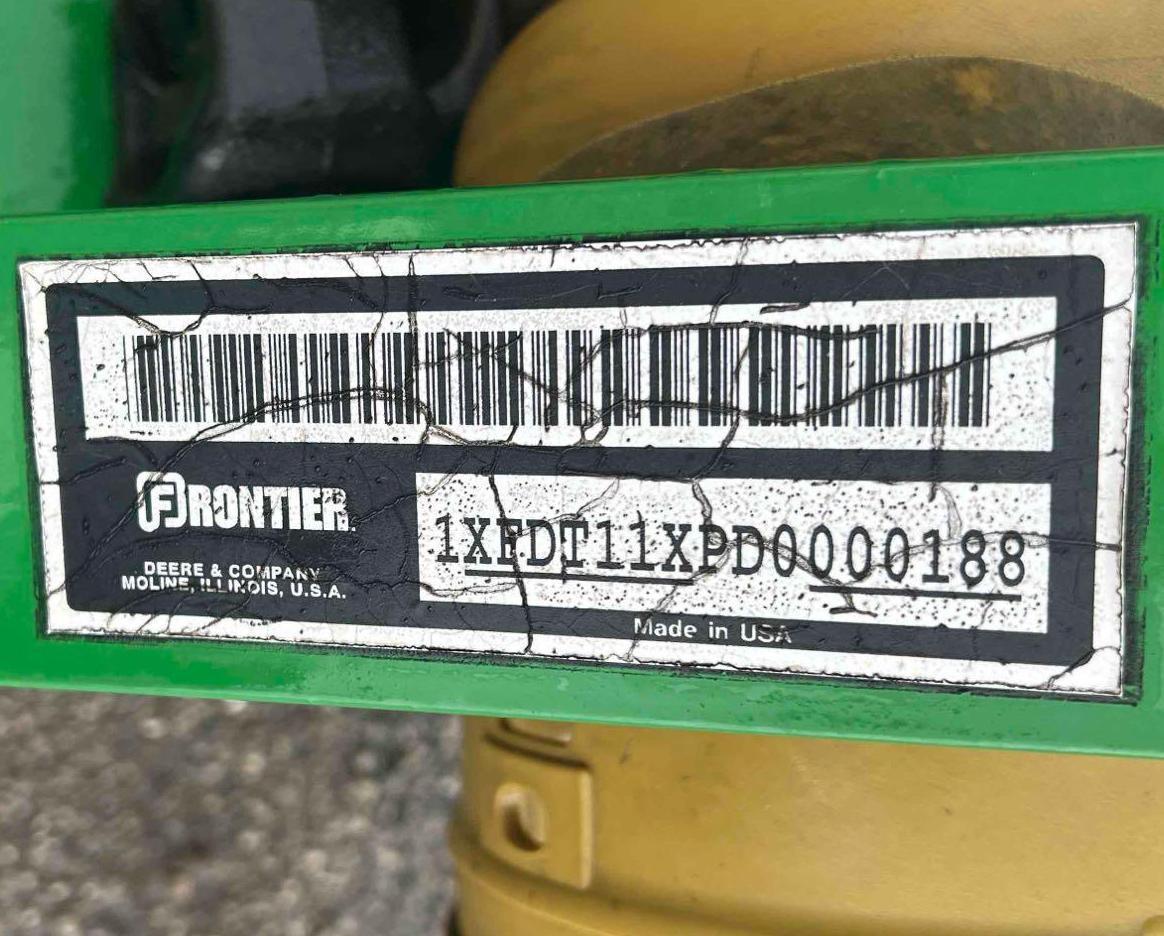 FRONTIER
DEERE & COMPANY
MOLINE, ILLINOIS, U.S.A.
1XFDT11XPD0000188
Made in USA